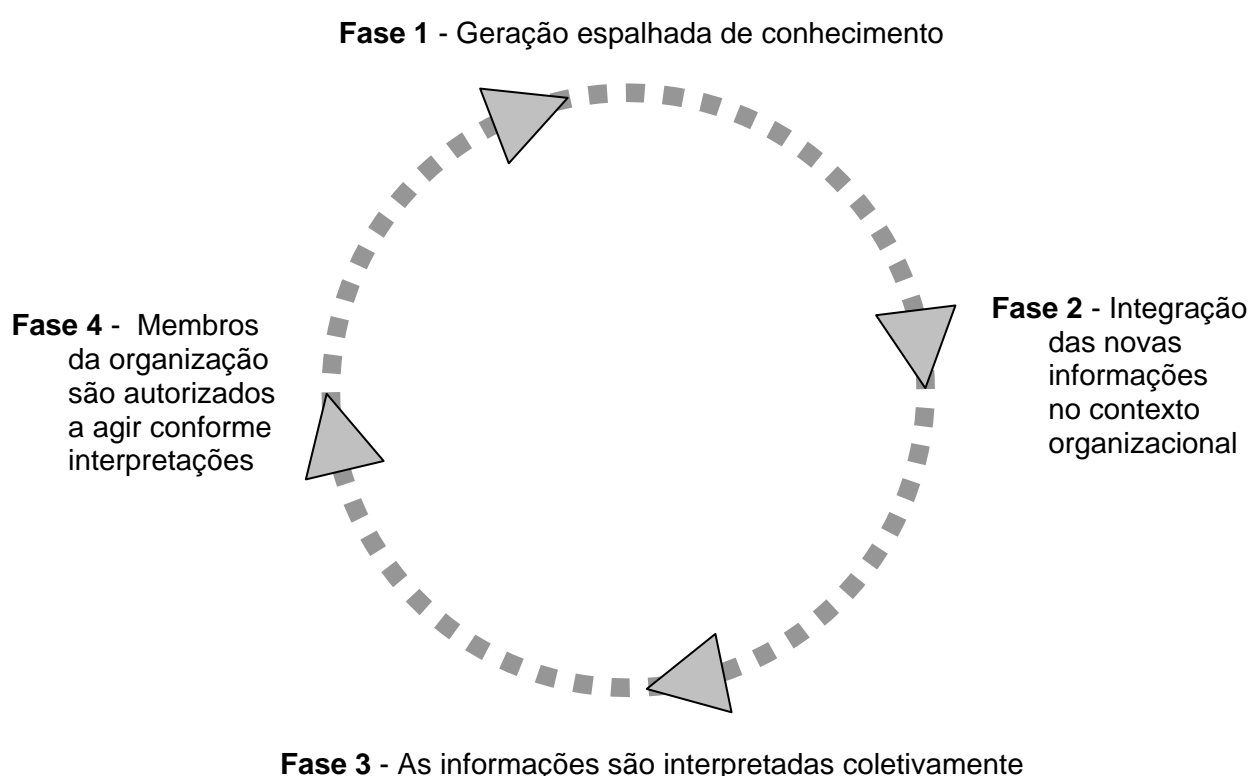 Fase 1 - Geração espalhada de conhecimento
Fase 2 - Integração
das novas
informações
no contexto
organizacional
Fase 3 - As informações são interpretadas coletivamente
Fase 4 - Membros
da organização
são autorizados
a agir conforme
interpretações